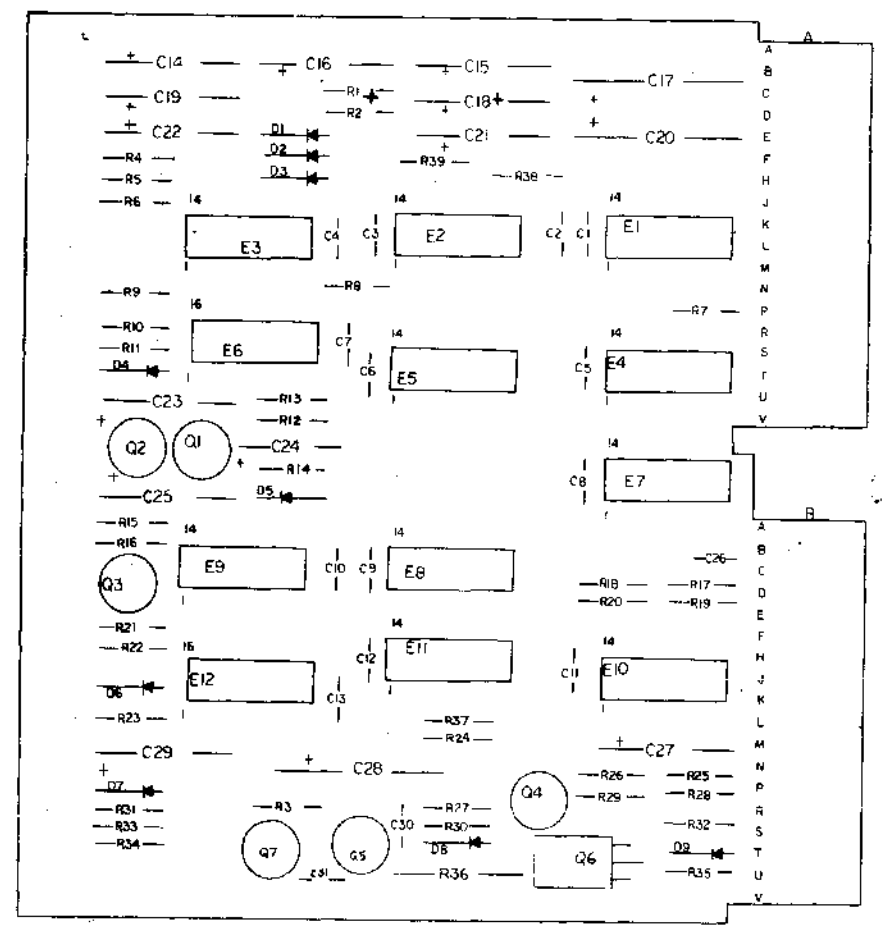 A
A
C14 C16 C15 B
C17
R1 C
C19 C18
R2 D
C22 D1 C21 C20 E
D2
R4 R39 F
R5 D3 R38 H
R6 14 14 14 J
E3 C4 C3 E2 C2 C1 E1 K
L
M
R9 R8 N
16 R7 P
R10 14 14 R
R11 E6 C7 S
D4 C6 E5 C5 E4 T
C23 R13 U
R12 V
Q2 Q1 C24 14
R14 C8 E7
C25 D5
R15 B
A
R16 14 14 B
C26
E9 C10 C9 E8 C
Q3 R18 R17 D
R20 R19 E
R21 14 F
R22 16 C12 E11 14 H
E12 C11 E10 J
D6 C13 K
R23 R37 L
R24 M
C29 C27
C28 N
R26 R25
D7 Q4 R29 R28 P
R31 R3 R27 R
R33 C30 R30 R32 S
R34 Q7 Q5 D8 Q6 D9 T
R36 R35 U
V